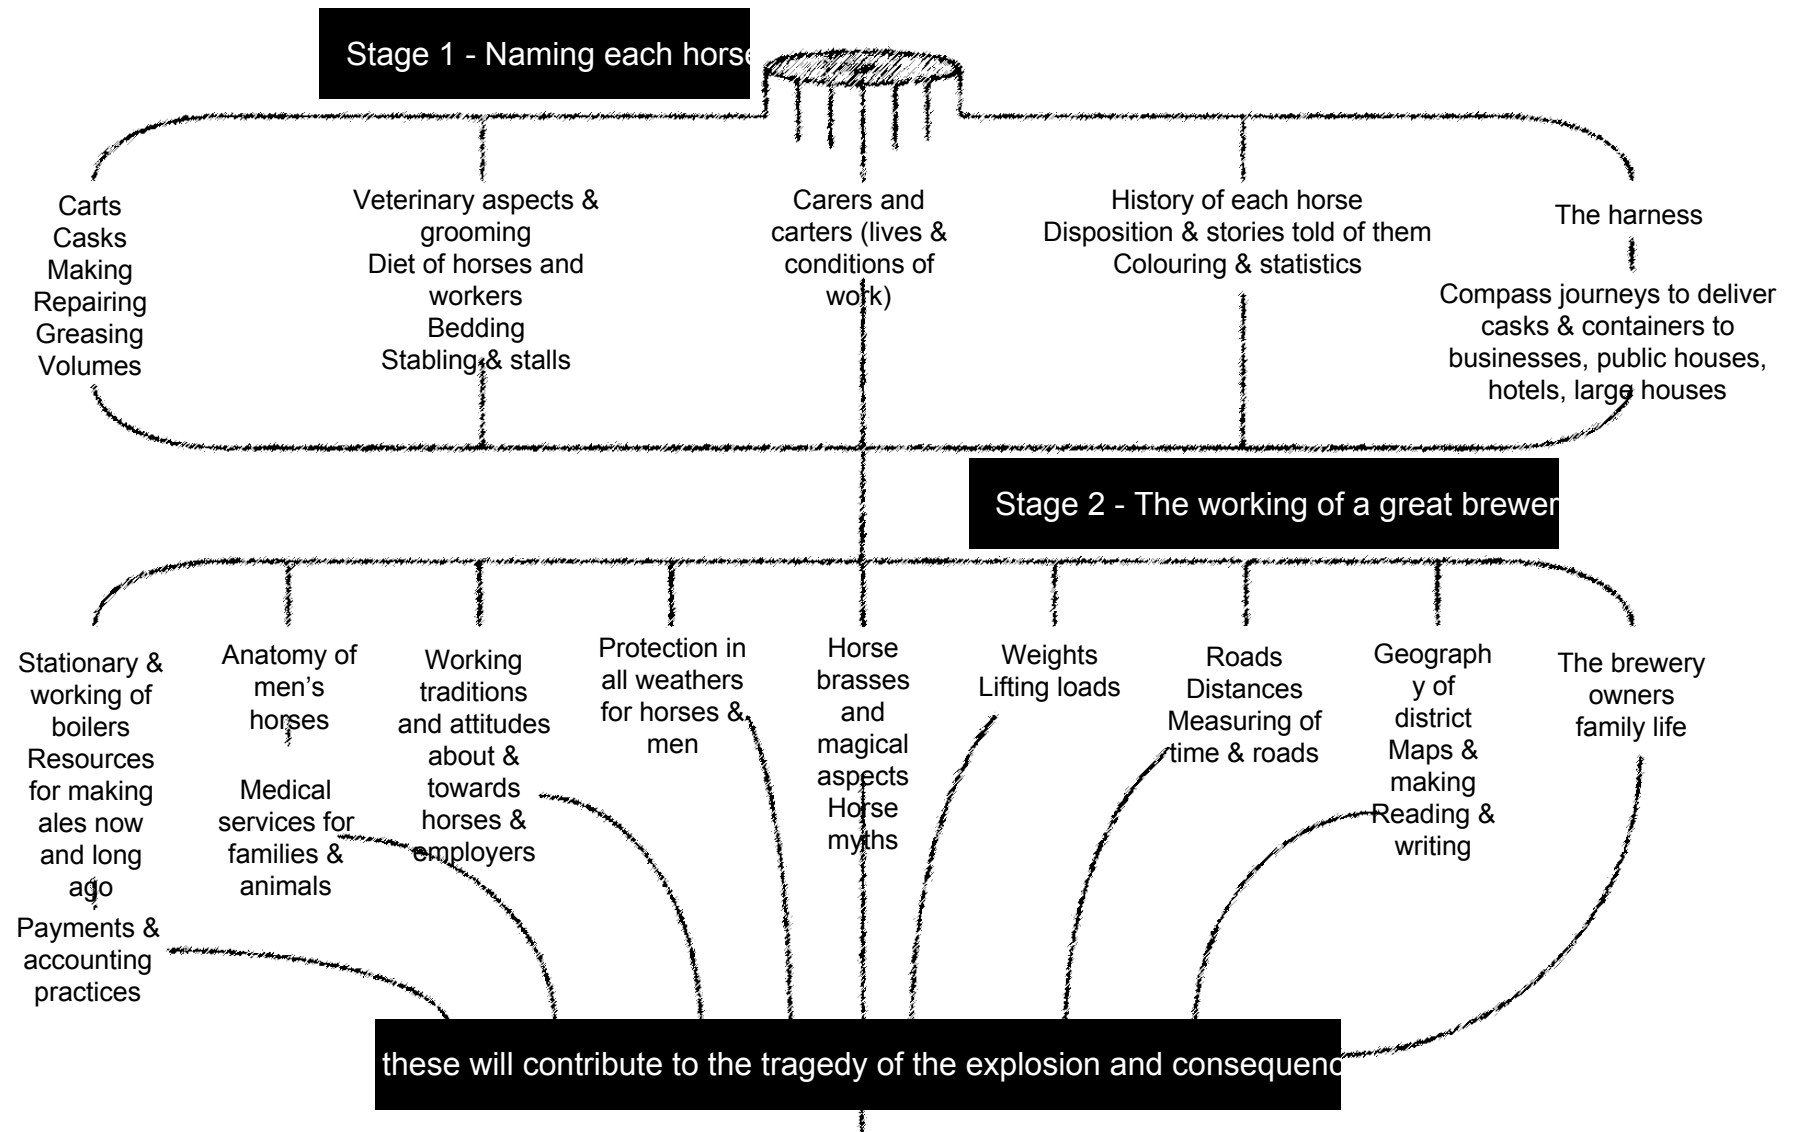 Stage 1 - Naming each horse
Carts
Casks
Making
Repairing
Greasing
Volumes
Veterinary aspects &
grooming
Diet of horses and
workers
Bedding
Stabling & stalls
Carers and
carters (lives &
conditions of
work)
History of each horse
Disposition & stories told of them
Colouring & statistics
The harness
Compass journeys to deliver
casks & containers to
businesses, public houses,
hotels, large houses
Stage 2 - The working of a great brewer
Stationary &
working of
boilers
Resources
for making
ales now
and long
ago
Payments &
accounting
practices
Anatomy of
men’s
horses
Medical
services for
families &
animals
Working
traditions
and attitudes
about &
towards
horses &
employers
Protection in
all weathers
for horses &
men
Horse
brasses
and
magical
aspects
Horse
myths
Weights
Lifting loads
Roads
Distances
Measuring of
time & roads
Geograph
y of
district
Maps &
making
Reading &
writing
The brewery
owners
family life
these will contribute to the tragedy of the explosion and consequenc